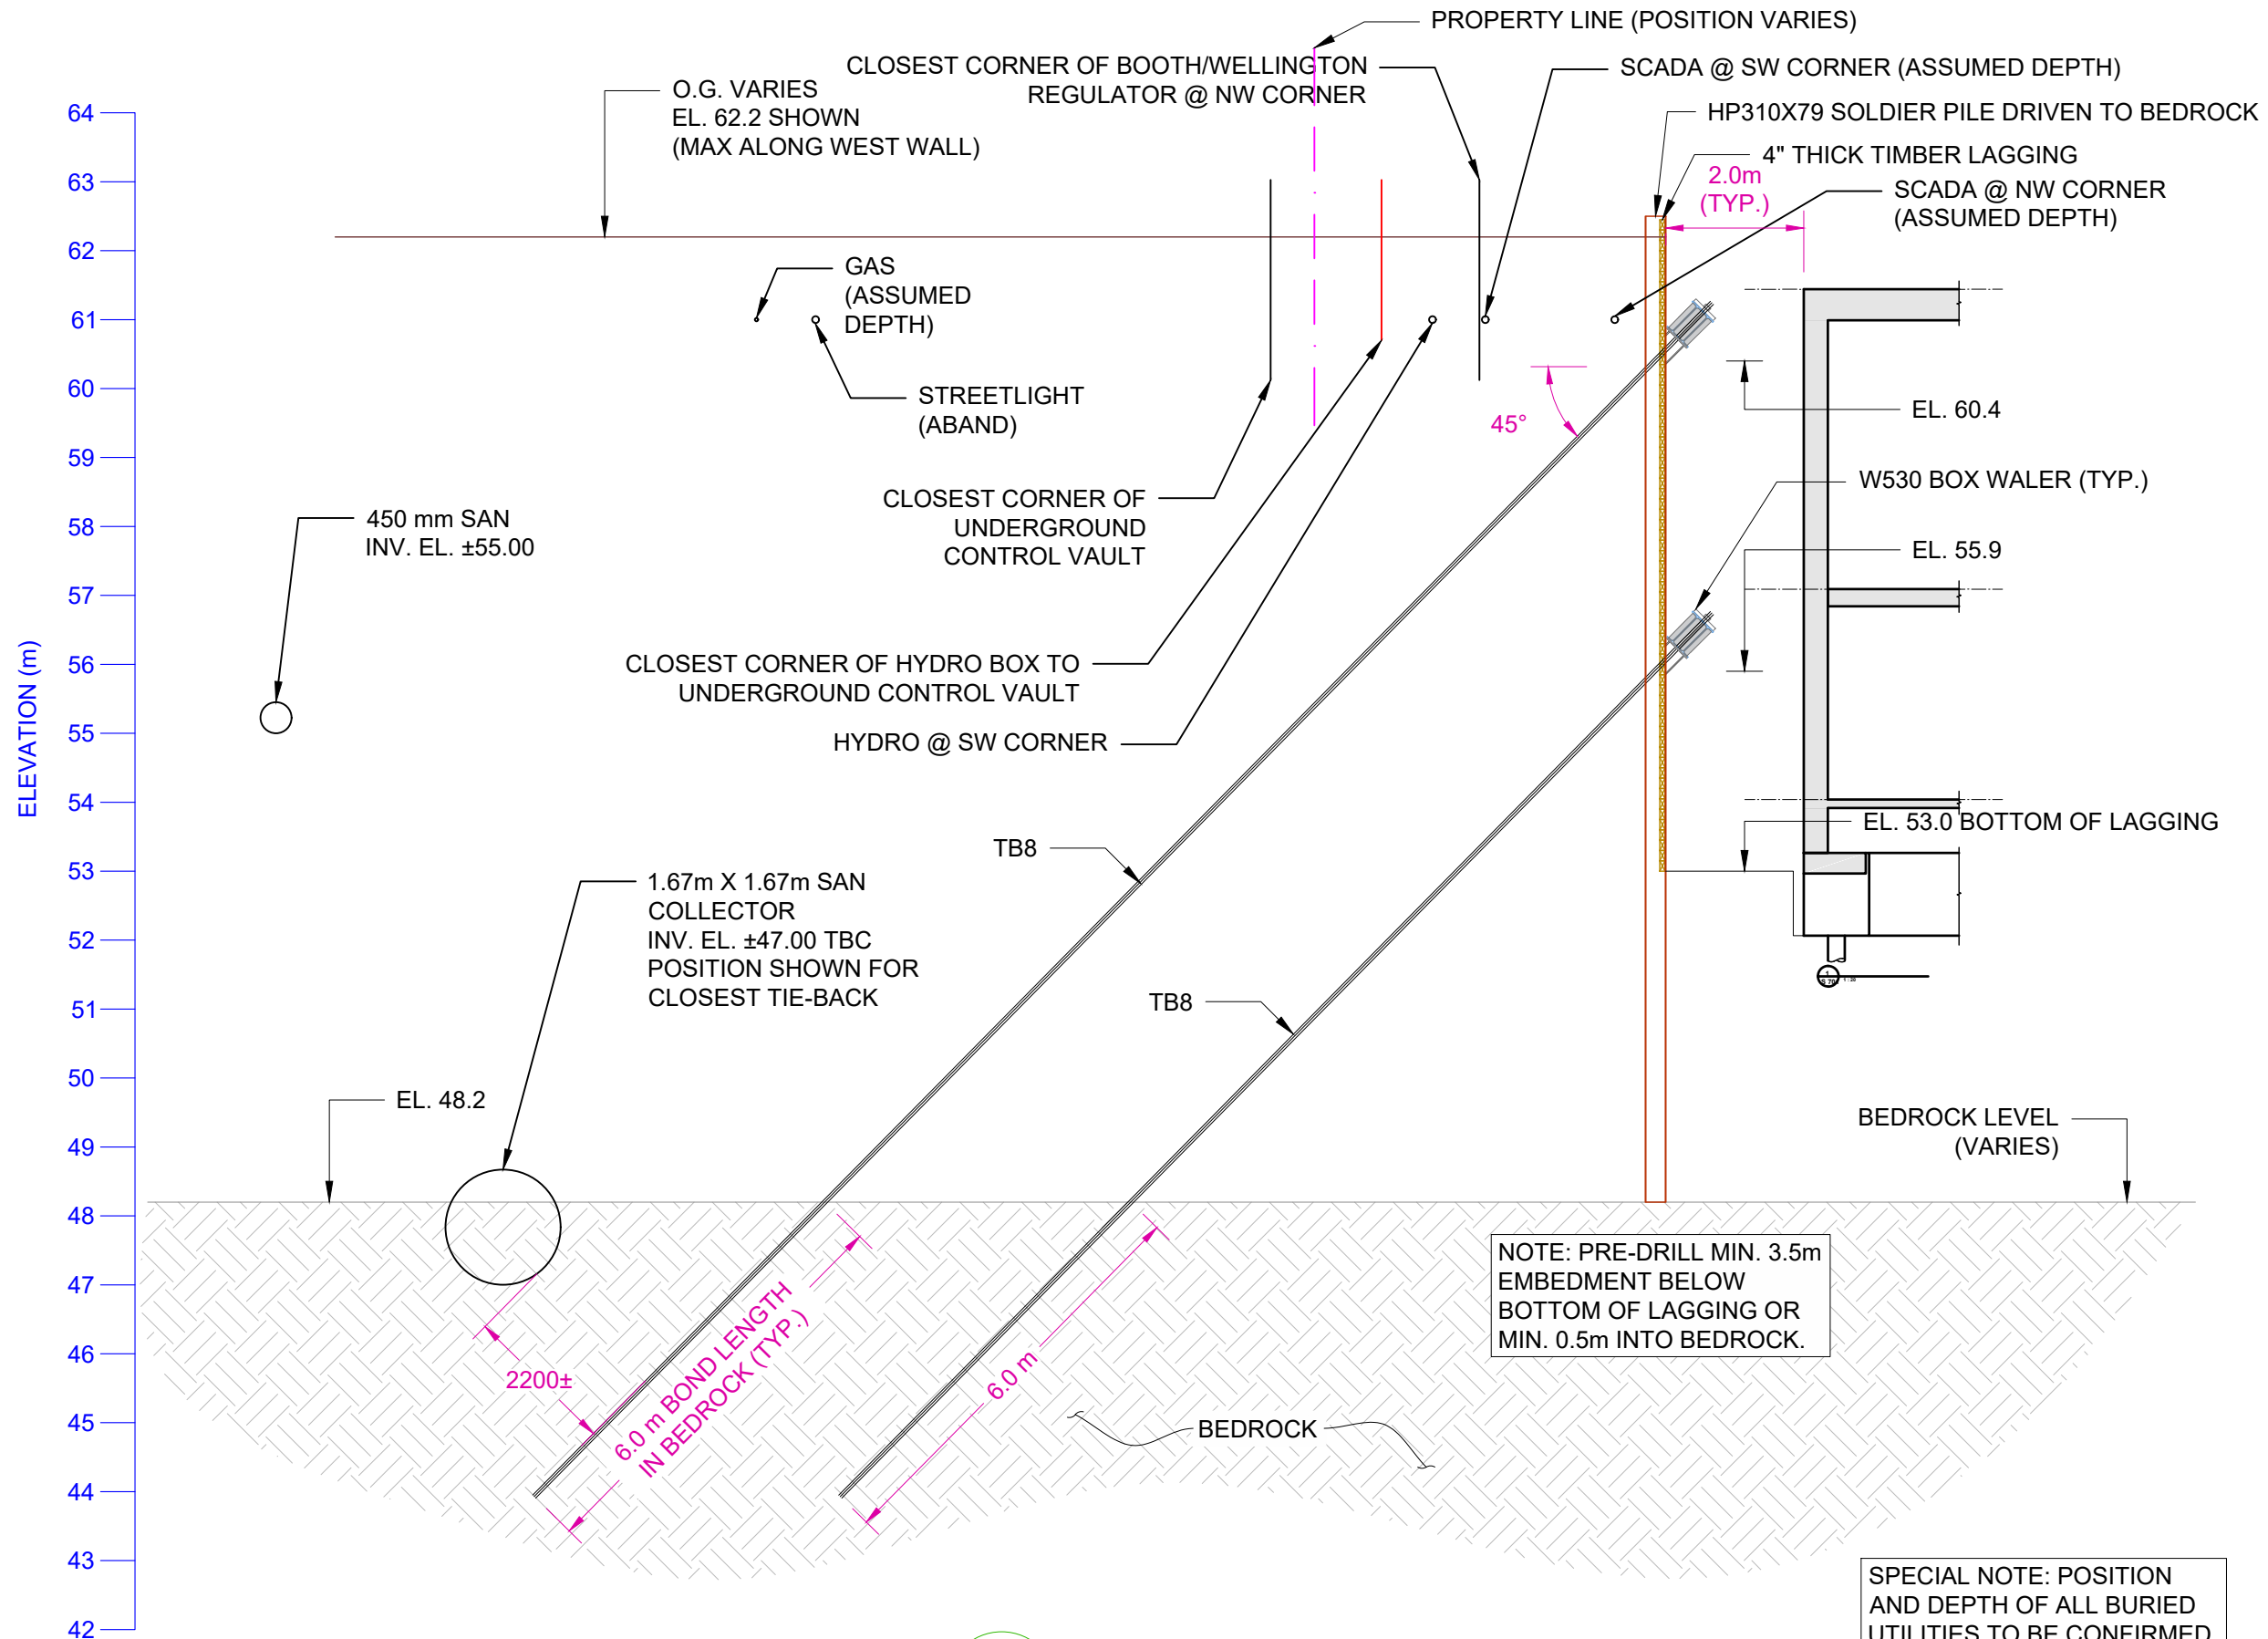 PROPERTY LINE (POSITION VARIES)
CLOSEST CORNER OF BOOTH/WELLINGTON
REGULATOR @ NW CORNER
SCADA @ SW CORNER (ASSUMED DEPTH)
O.G. VARIES
EL. 62.2 SHOWN
(MAX ALONG WEST WALL)
HP310X79 SOLDIER PILE DRIVEN TO BEDROCK
4" THICK TIMBER LAGGING
2.0m
(TYP.)
SCADA @ NW CORNER
(ASSUMED DEPTH)
64
63
62
61
60
59
58
57
56
55
54
53
52
51
50
49
48
47
46
45
44
43
42
ELEVATION (m)
GAS
(ASSUMED
DEPTH)
STREETLIGHT
(ABAND)
45°
EL. 60.4
W530 BOX WALER (TYP.)
CLOSEST CORNER OF
UNDERGROUND
CONTROL VAULT
450 mm SAN
INV. EL. ±55.00
EL. 55.9
CLOSEST CORNER OF HYDRO BOX TO
UNDERGROUND CONTROL VAULT
HYDRO @ SW CORNER
EL. 53.0 BOTTOM OF LAGGING
TB8
1.67m X 1.67m SAN
COLLECTOR
INV. EL. ±47.00 TBC
POSITION SHOWN FOR
CLOSEST TIE-BACK
TB8
EL. 48.2
BEDROCK LEVEL
(VARIES)
NOTE: PRE-DRILL MIN. 3.5m
EMBEDMENT BELOW
BOTTOM OF LAGGING OR
MIN. 0.5m INTO BEDROCK.
2200±
6.0 m BOND LENGTH
IN BEDROCK (TYP.)
6.0 m
BEDROCK
SPECIAL NOTE: POSITION
AND DEPTH OF ALL BURIED
UTILITIES TO BE CONFIRMED